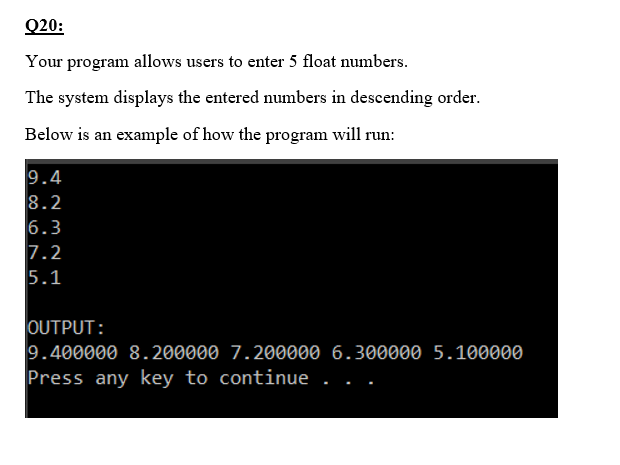 Q20:
Your program allows users to enter 5 float numbers.
The system displays the entered numbers in descending order.
Below is an example of how the program will run:
9.4
8.2
6.3
7.2
5.1
OUTPUT:
9.400000 8.200000 7.200000 6.300000 5.100000
Press any key to continue . . .